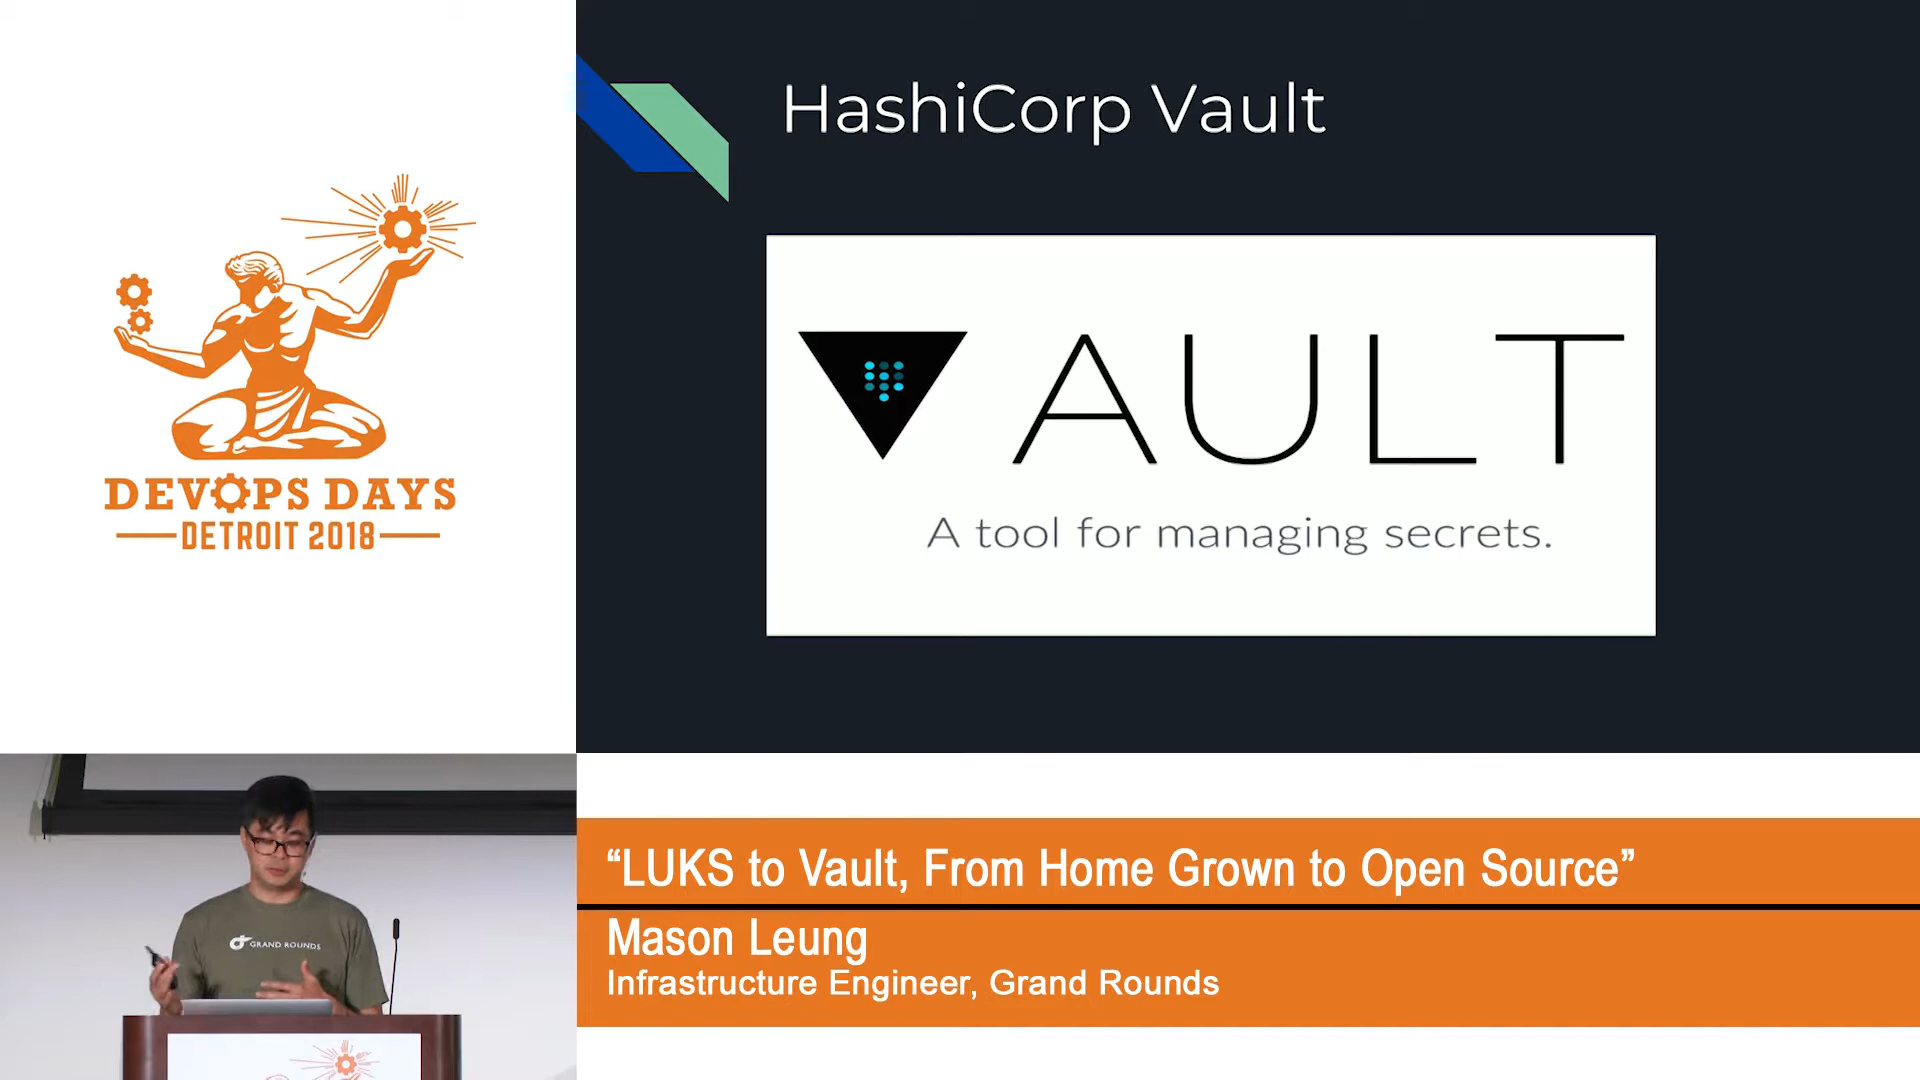 HashiCorp Vault
VAULT
A tool for managing secrets.
DEVOPS DAYS
DETROIT 2018
GRAND ROUNDS
“LUKS to Vault, From Home Grown to Open Source”
Mason Leung
Infrastructure Engineer, Grand Rounds